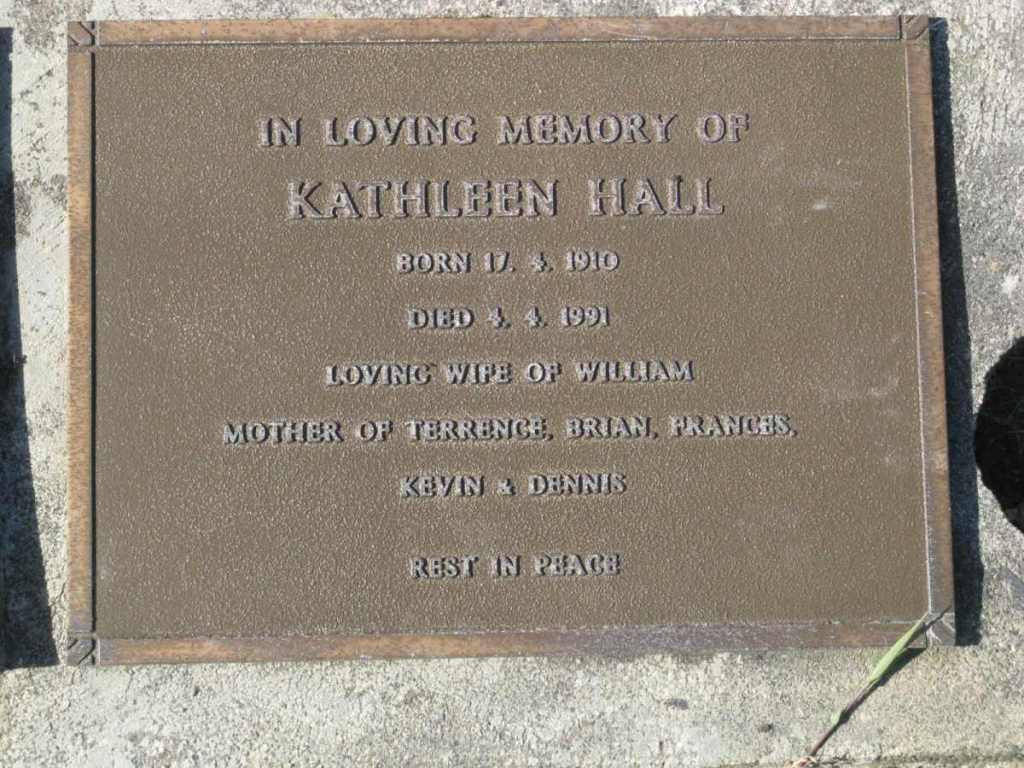 IN LOVING MEMORY OF
KATHLEEN HALL
BORN 17. 4. 1910
DIED 4. 4. 1991
LOVING WIFE OF WILLIAM
MOTHER OF TERRENCE, BRIAN, FRANCES,
KEVIN & DENNIS
REST IN PEACE